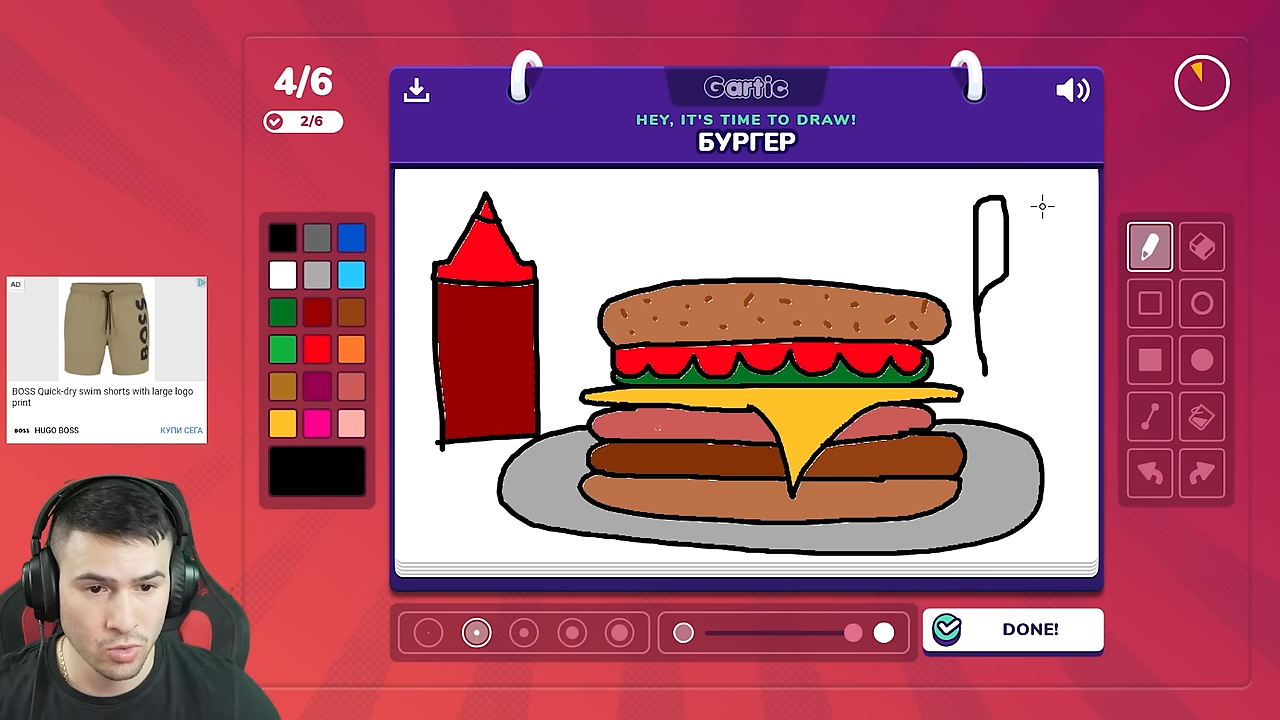 4/6
2/6
Gartic
HEY, IT'S TIME TO DRAW!
БУРГЕР
AD
BOSS
BOSS Quick-dry swim shorts with large logo
print
BOSS HUGO BOSS
КУПИ СЕГА
DONE!